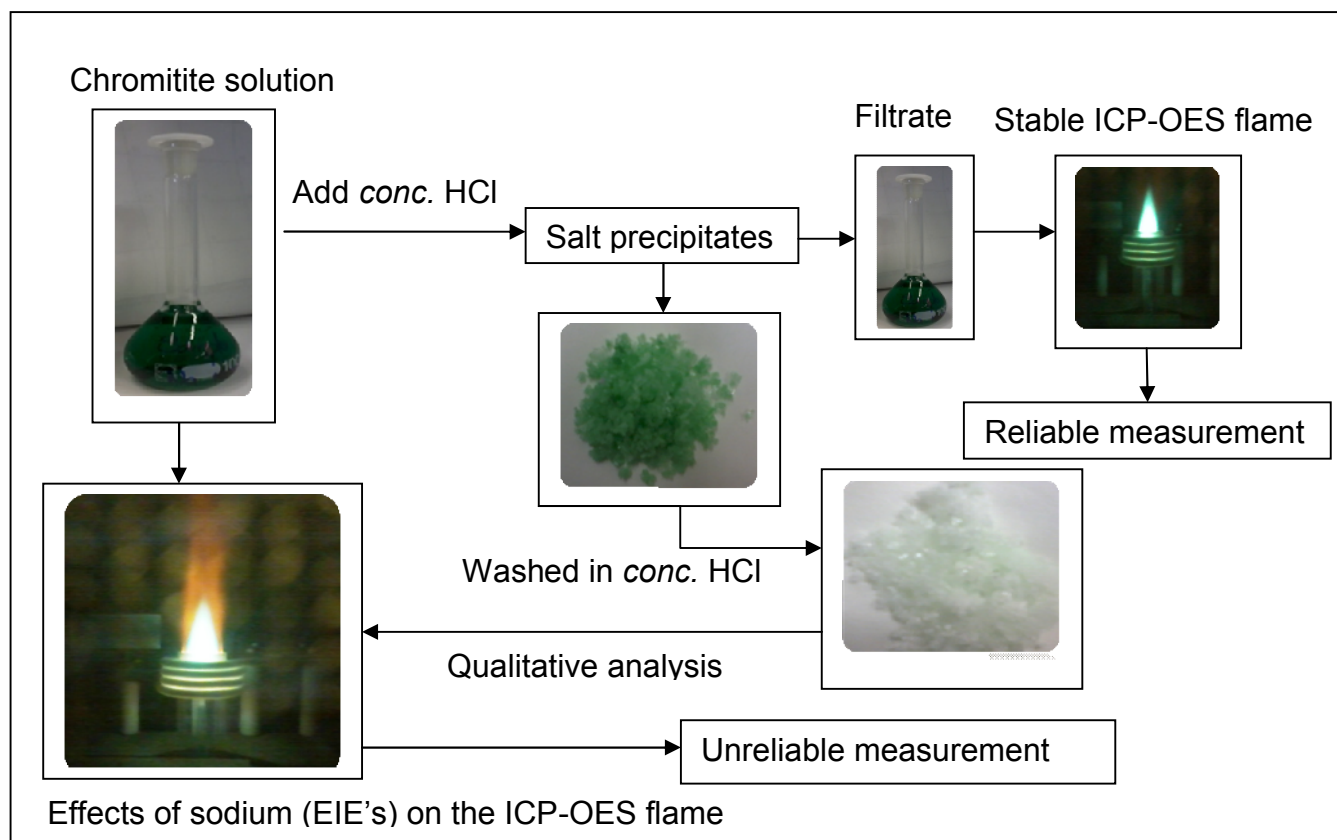 Chromitite solution
Filtrate
Stable ICP-OES flame
Add conc. HCl
Salt precipitates
Reliable measurement
Washed in conc. HCl
Qualitative analysis
Unreliable measurement
Effects of sodium (EIE's) on the ICP-OES flame